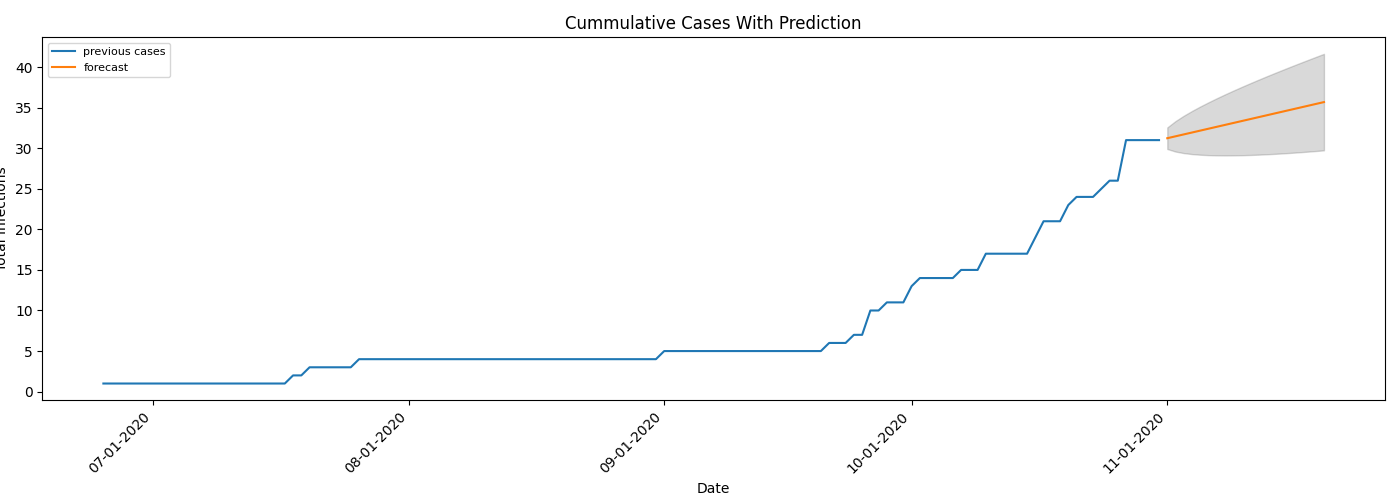 Cummulative Cases With Prediction
previous cases
forecast
40
35
30
25
20
15
10
5
0
Total Infections
07-01-2020
08-01-2020
09-01-2020
10-01-2020
11-01-2020
Date